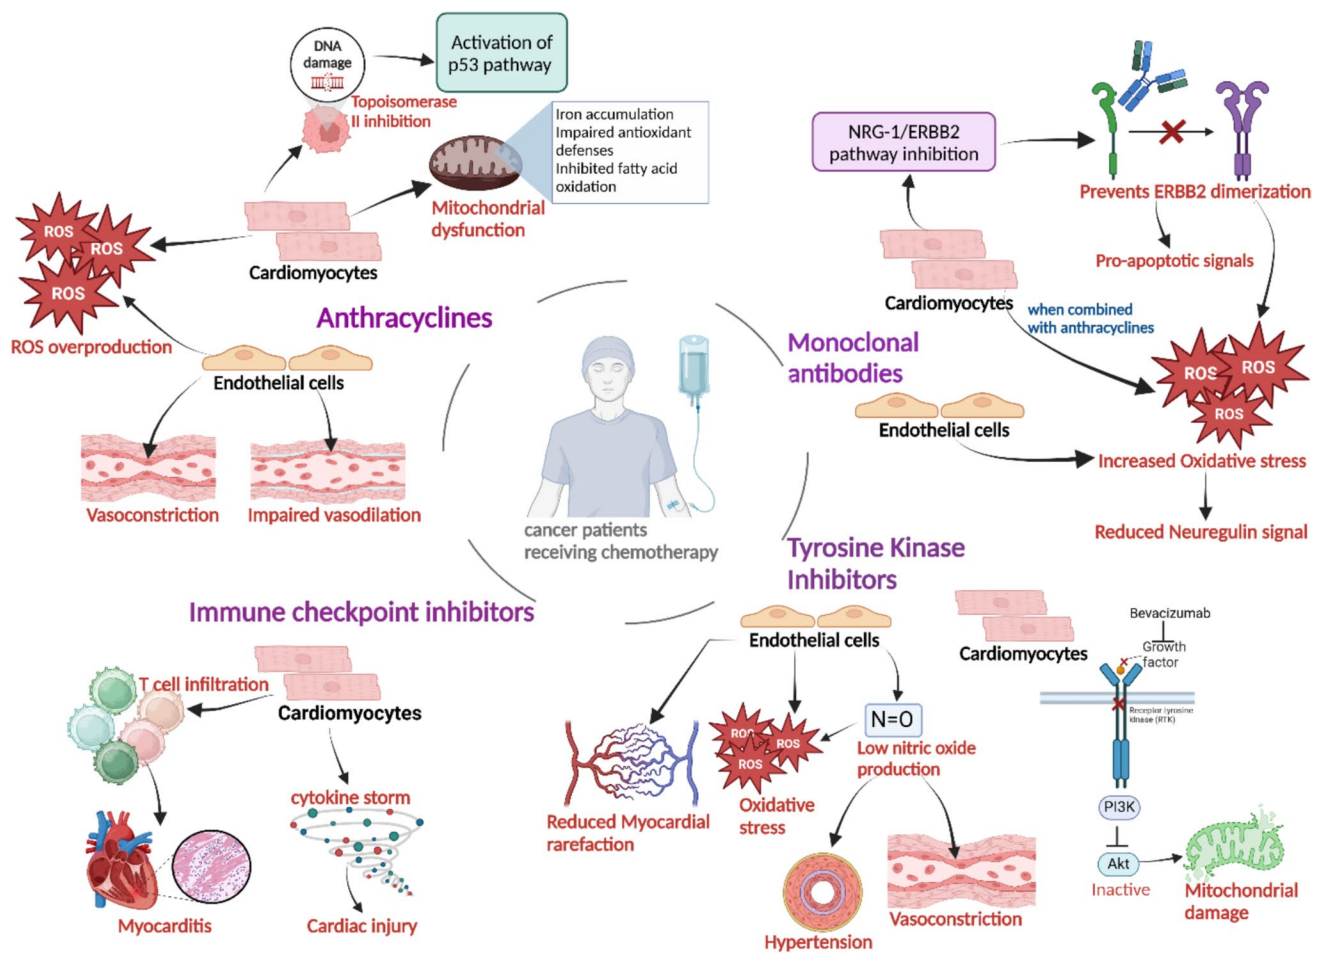 DNA
damage
Activation of
p53 pathway
Topoisomerase
II inhibition
Iron accumulation
Impaired antioxidant
defenses
Inhibited fatty acid
oxidation
Mitochondrial
dysfunction
ROS
ROS
ROS
ROS overproduction
Cardiomyocytes
Anthracyclines
Endothelial cells
Vasoconstriction
Impaired vasodilation
NRG-1/ERBB2
pathway inhibition
Prevents ERBB2 dimerization
Pro-apoptotic signals
Cardiomyocytes
when combined
with anthracyclines
Monoclonal
antibodies
Endothelial cells
ROS
ROS
ROS
Increased Oxidative stress
Reduced Neuregulin signal
cancer patients
receiving chemotherapy
Immune checkpoint inhibitors
T cell infiltration
Cardiomyocytes
cytokine storm
Myocarditis
Cardiac injury
Tyrosine Kinase
Inhibitors
Endothelial cells
ROS
ROS
ROS
N=O
Low nitric oxide
production
Reduced Myocardial
rarefaction
Oxidative
stress
Hypertension
Vasoconstriction
Cardiomyocytes
Bevacizumab
Growth
factor
Receptor tyrosine
kinase (RTK)
PI3K
Akt
Inactive
Mitochondrial
damage